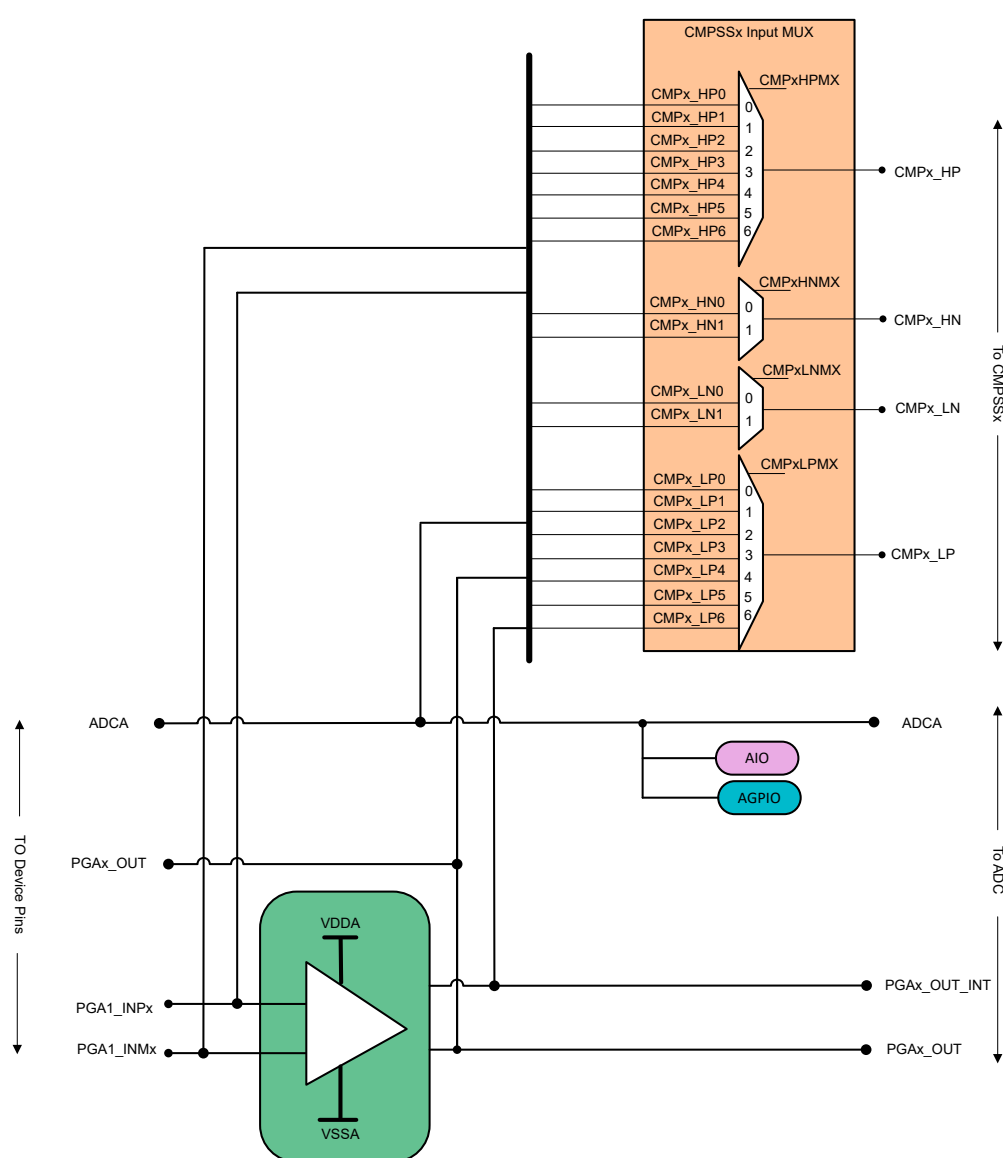 CMPSSx Input MUX
CMPxHPMX
CMPx_HP0
0
CMPx_HP1
1
CMPx_HP2
2
CMPx_HP3
3
CMPx_HP4
4
CMPx_HP5
5
CMPx_HP6
6
CMPx_HP
CMPxHNMX
CMPx_HN0
0
CMPx_HN1
1
CMPx_HN
CMPxLNMX
CMPx_LN0
0
CMPx_LN1
1
CMPx_LN
CMPxLPMX
CMPx_LP0
0
CMPx_LP1
1
CMPx_LP2
2
CMPx_LP3
3
CMPx_LP4
4
CMPx_LP5
5
CMPx_LP6
6
CMPx_LP
To CMPSSx
ADCA
ADCA
AIO
AGPIO
PGAx_OUT
TO Device Pins
To ADC
VDDA
PGA1_INPx
PGAx_OUT_INT
PGA1_INMx
PGAx_OUT
VSSA